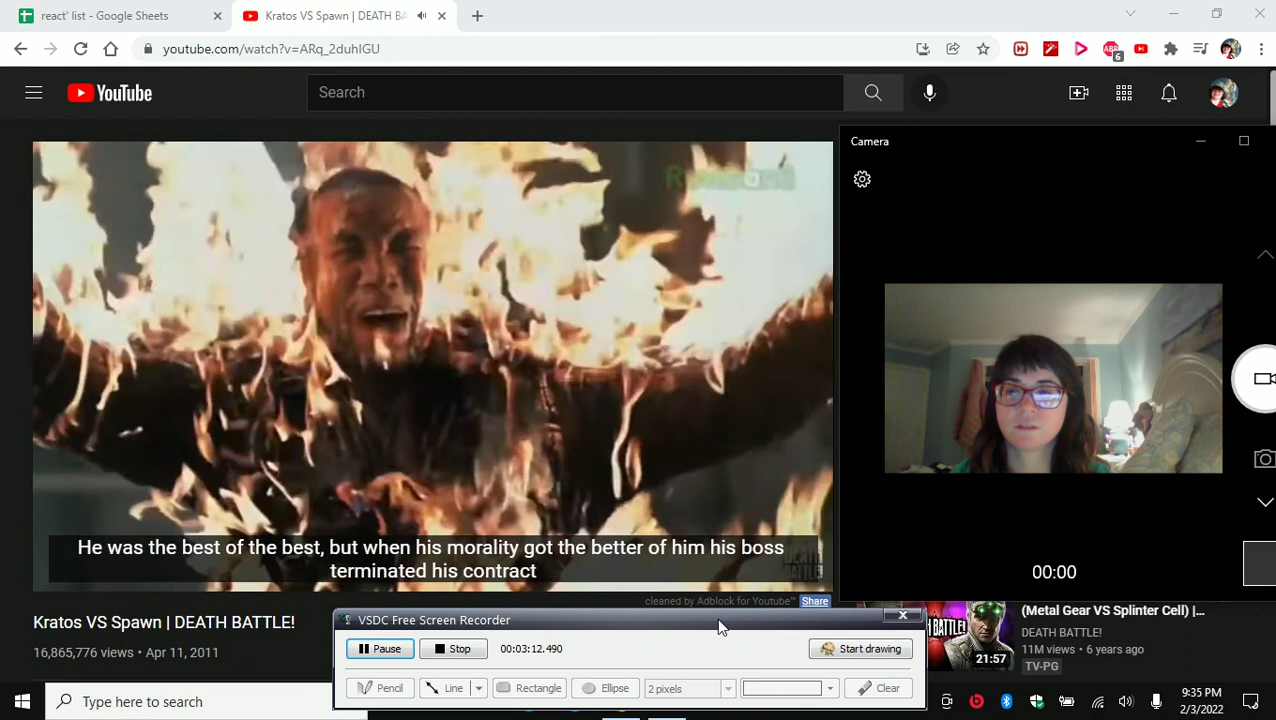 react' list - Google Sheets
Kratos VS Spawn | DEATH BA
youtube.com/watch?v=ARq_2duhIGU
6
YouTube
Search
Camera
He was the best of the best, but when his morality got the better of him his boss
terminated his contract
DEATH
BATTLE!
00:00
cleaned by Adblock for Youtube™ Share
Kratos VS Spawn | DEATH BATTLE!
16,865,776 views • Apr 11, 2011
(Metal Gear VS Splinter Cell) |...
DEATH BATTLE!
11M views • 6 years ago
TV-PG
21:57
VSDC Free Screen Recorder
Pause
Stop
00:03:12.490
Start drawing
Pencil
Line
Rectangle
Ellipse
2 pixels
Clear
Type here to search
9:35 PM
2/3/2022